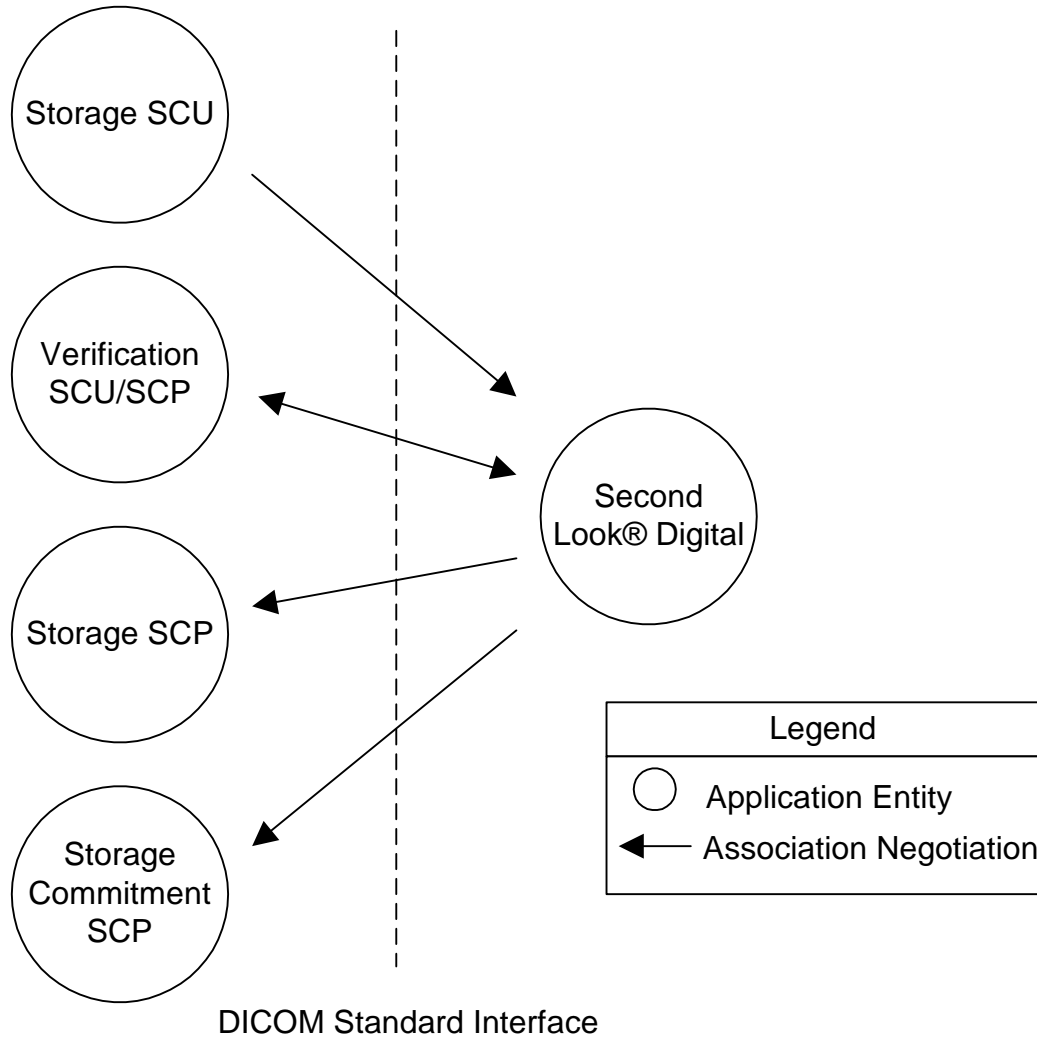 Storage SCU
Verification
SCU/SCP
Second
Look® Digital
Storage SCP
Storage
Commitment
SCP
Legend
Application Entity
Association Negotiation
DICOM Standard Interface